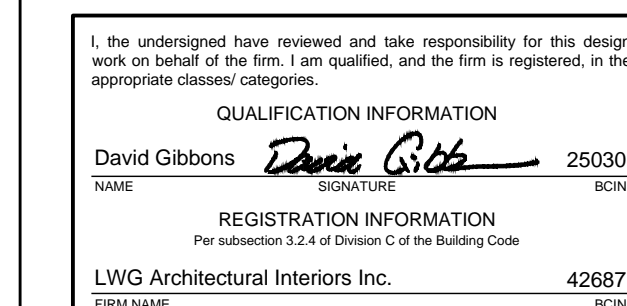 I, the undersigned have reviewed and take responsibility for this design
work on behalf of the firm. I am qualified, and the firm is registered, in the
appropriate classes/ categories.
QUALIFICATION INFORMATION
David Gibbons David Gibb 25030
NAME SIGNATURE BCIN
REGISTRATION INFORMATION
Per subsection 3.2.4 of Division C of the Building Code
LWG Architectural Interiors Inc. 42687
FIRM NAME BCIN